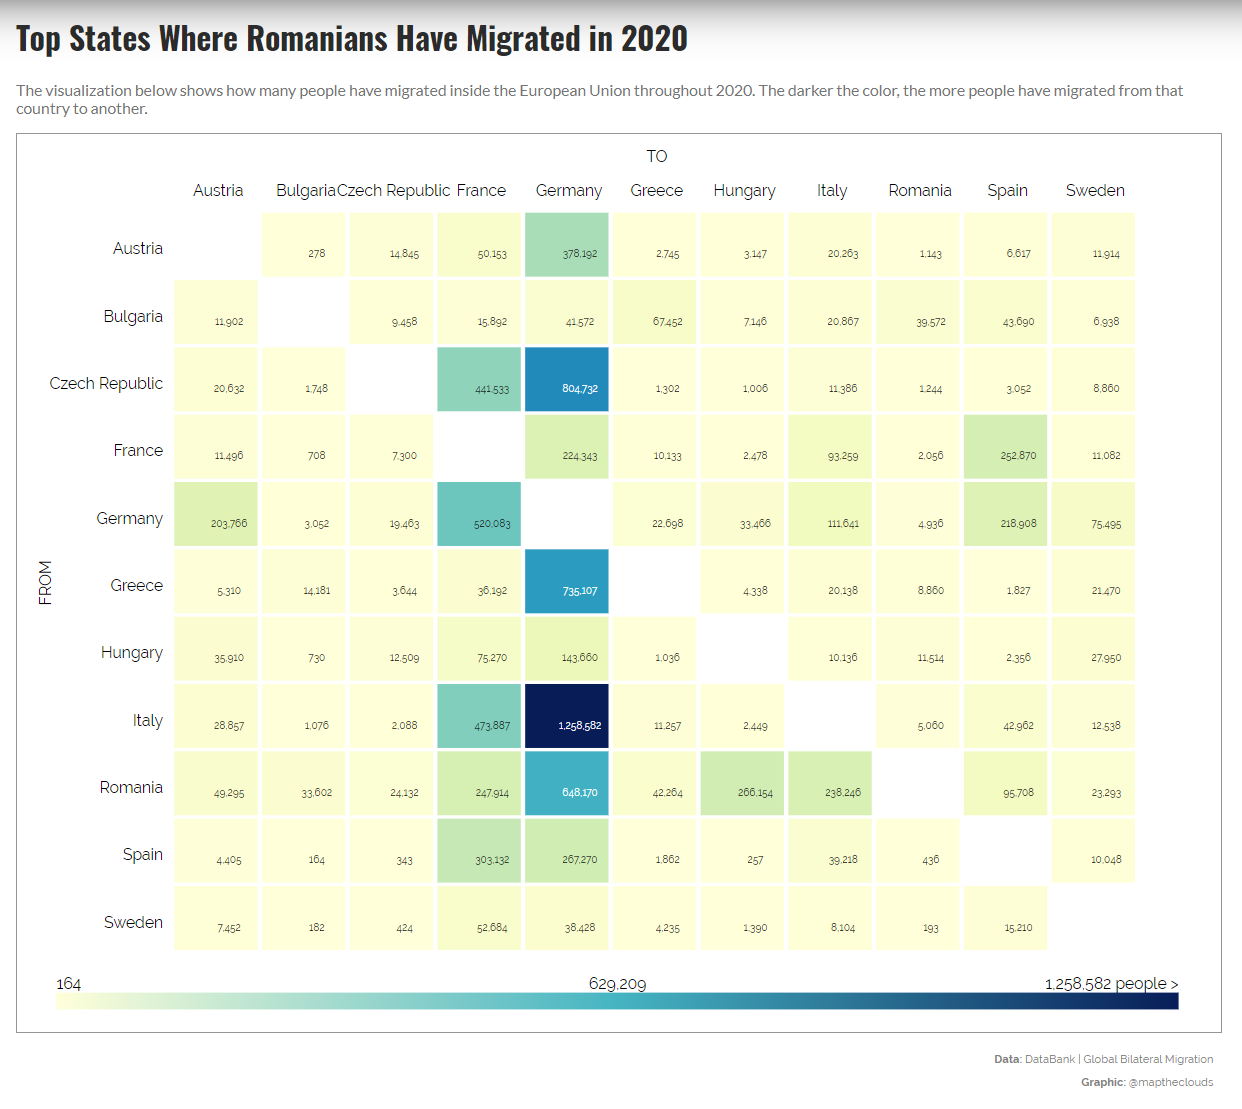 Top States Where Romanians Have Migrated in 2020
The visualization below shows how many people have migrated inside the European Union throughout 2020. The darker the color, the more people have migrated from that
country to another.
TO
Austria Bulgaria Czech Republic France Germany Greece Hungary Italy Romania Spain Sweden
Austria 278 14,845 50,153 378,192 2,745 3,147 20,263 1,143 6,617 11,914
Bulgaria 11,902 9,458 15,892 41,572 67,452 7,146 20,867 39,572 43,690 6,938
Czech Republic 20,632 1,748 441,533 804,732 1,302 1,006 11,386 1,244 3,052 8,860
France 11,496 708 7,300 224,343 10,133 2,478 93,259 2,056 252,870 11,082
Germany 203,766 3,052 19,463 520,083 22,698 33,466 111,641 4,936 218,908 75,495
FROM
Greece 5,310 14,181 3,644 36,192 735,107 4,338 20,138 8,860 1,827 21,470
Hungary 35,910 730 12,509 75,270 143,660 1,036 10,136 11,514 2,356 27,950
Italy 28,857 1,076 2,088 473,887 1,258,582 11,257 2,449 5,060 42,962 12,538
Romania 49,295 33,602 24,132 247,914 648,170 42,264 266,154 238,246 95,708 23,293
Spain 4,405 164 343 303,132 267,270 1,862 257 39,218 436 10,048
Sweden 7,452 182 424 52,684 38,428 4,235 1,390 8,104 193 15,210
164 629,209 1,258,582 people >
Data: DataBank | Global Bilateral Migration
Graphic: @maptheclouds